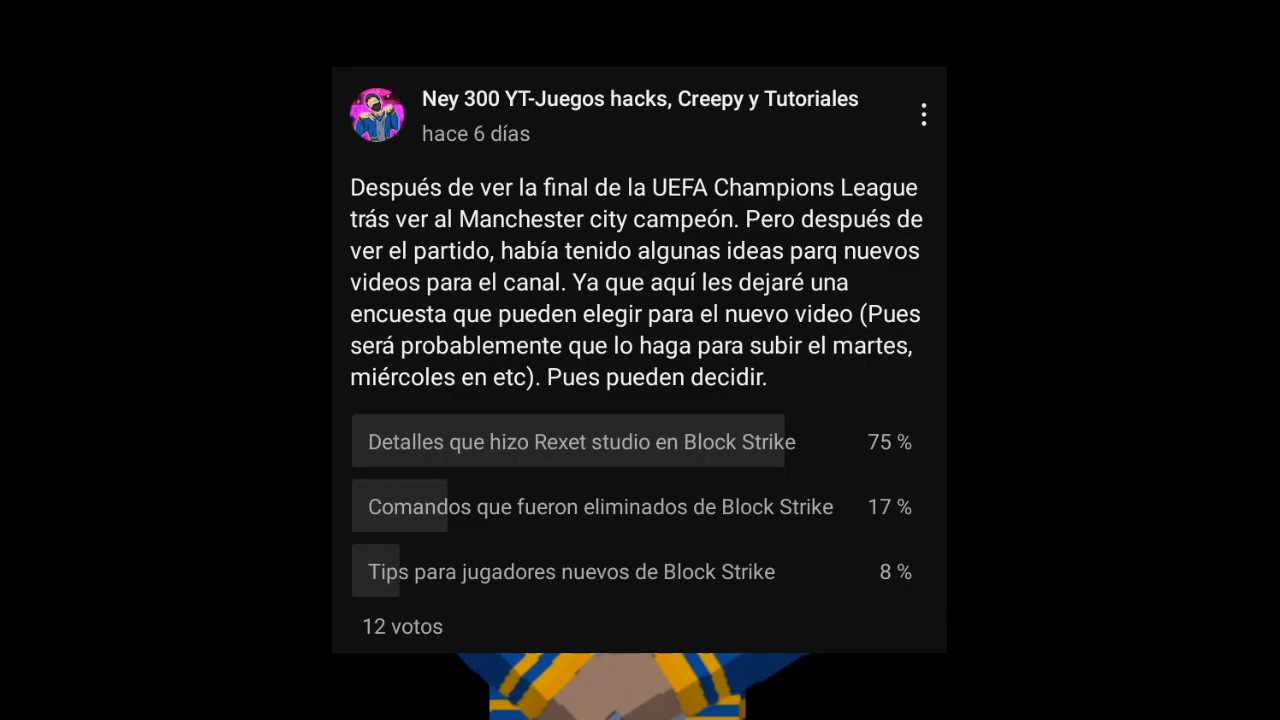 Ney 300 YT-Juegos hacks, Creepy y Tutoriales
hace 6 días
Después de ver la final de la UEFA Champions League
trás ver al Manchester city campeón. Pero después de
ver el partido, había tenido algunas ideas parq nuevos
videos para el canal. Ya que aquí les dejaré una
encuesta que pueden elegir para el nuevo video (Pues
será probablemente que lo haga para subir el martes,
miércoles en etc). Pues pueden decidir.
Detalles que hizo Rexet studio en Block Strike 75 %
Comandos que fueron eliminados de Block Strike 17 %
Tips para jugadores nuevos de Block Strike 8 %
12 votos